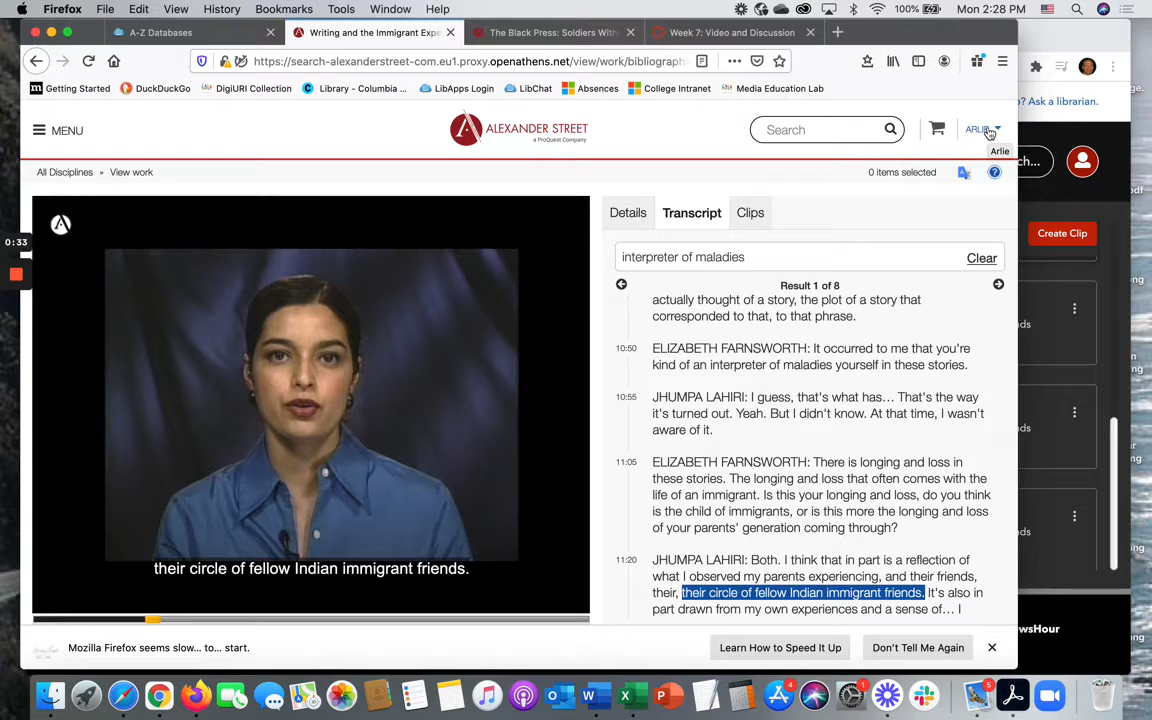 Firefox File Edit View History Bookmarks Tools Window Help 100% Mon 2:28 PM
A-Z Databases Writing and the Immigrant Expe The Black Press: Soldiers With Week 7: Video and Discussion
https://search-alexanderstreet-com.eu1.proxy.openathens.net/view/work/bibliographi
Getting Started DuckDuckGo DigiURI Collection Library - Columbia ... LibApps Login LibChat Absences College Intranet Media Education Lab
? Ask a librarian.
MENU ALEXANDER STREET Search ARLIE
a ProQuest Company
Arlie
ch...
All Disciplines » View work 0 items selected
Details Transcript Clips
Create Clip
0:33
interpreter of maladies Clear
Result 1 of 8
actually thought of a story, the plot of a story that
corresponded to that, to that phrase.
10:50 ELIZABETH FARNSWORTH: It occurred to me that you're
kind of an interpreter of maladies yourself in these stories.
10:55 JHUMPA LAHIRI: I guess, that's what has... That's the way
it's turned out. Yeah. But I didn't know. At that time, I wasn't
aware of it.
11:05 ELIZABETH FARNSWORTH: There is longing and loss in
these stories. The longing and loss that often comes with the
life of an immigrant. Is this your longing and loss, do you think
is the child of immigrants, or is this more the longing and loss
of your parents' generation coming through?
11:20 JHUMPA LAHIRI: Both. I think that in part is a reflection of
what I observed my parents experiencing, and their friends,
their, their circle of fellow Indian immigrant friends. It's also in
part drawn from my own experiences and a sense of... I
their circle of fellow Indian immigrant friends.
nds
nds
nds
wsHour
Mozilla Firefox seems slow... to... start. Learn How to Speed It Up Don't Tell Me Again
4 1 5